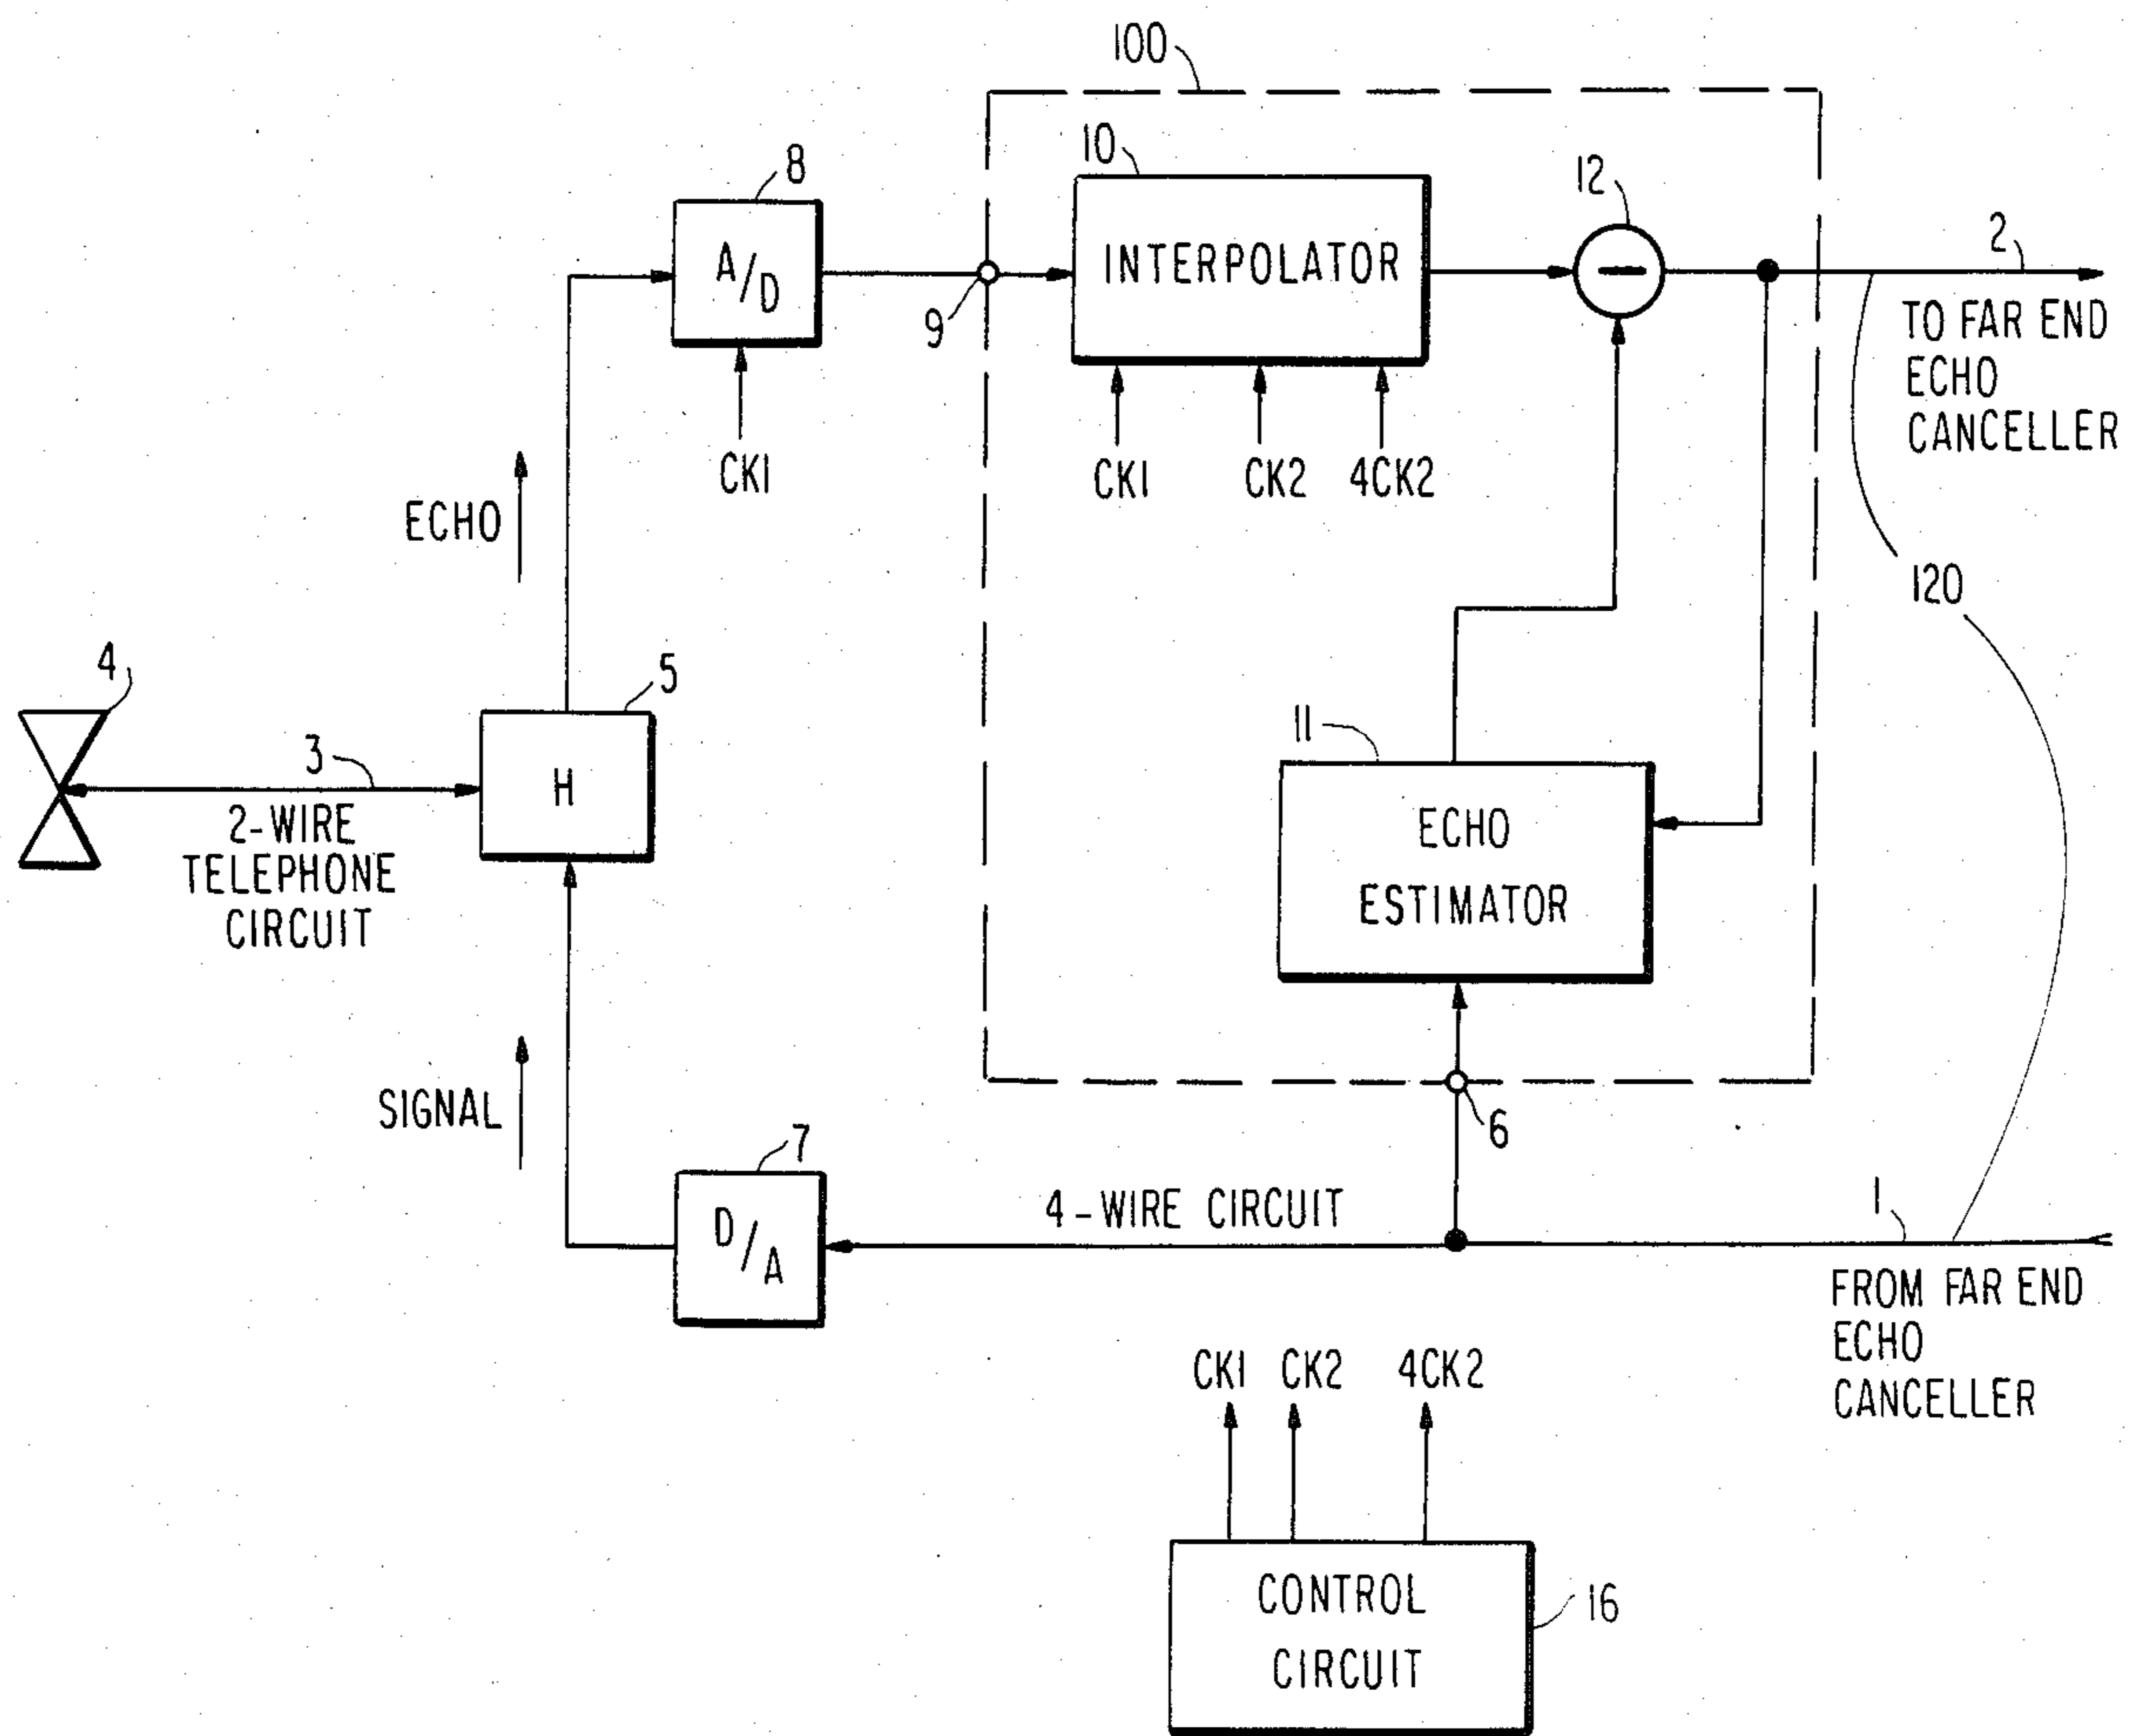 100
10
8
12
2
A/D
INTERPOLATOR
9
TO FAR END
ECHO
CANCELLER
CK1
CK1
CK2
4CK2
ECHO
120
4
5
3
11
H
2-WIRE
TELEPHONE
CIRCUIT
ECHO
ESTIMATOR
SIGNAL
6
7
4-WIRE CIRCUIT
1
D/A
FROM FAR END
ECHO
CANCELLER
CK1
CK2
4CK2
CONTROL
CIRCUIT
16